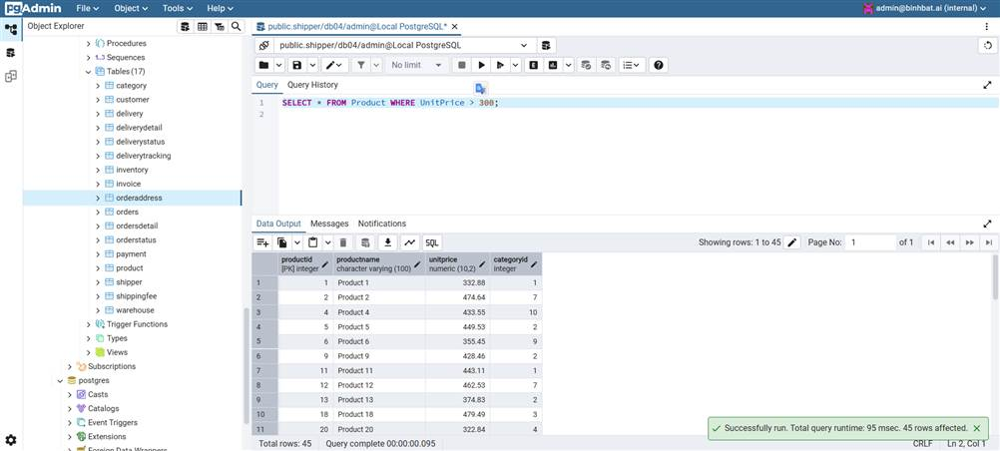 pgAdmin File Object Tools Help admin@binhbat.ai (internal)
Object Explorer
public.shipper/db04/admin@Local PostgreSQL*
Procedures
Sequences
Tables (17)
category
customer
delivery
deliverydetail
deliverystatus
deliverytracking
inventory
invoice
orderaddress
orders
ordersdetail
orderstatus
payment
product
shipper
shippingfee
warehouse
Trigger Functions
Types
Views
Subscriptions
postgres
Casts
Catalogs
Event Triggers
Extensions
Foreign Data Wrappers
public.shipper/db04/admin@Local PostgreSQL
No limit
Query Query History
1 SELECT * FROM Product WHERE UnitPrice > 300;
2
Data Output Messages Notifications
SQL Showing rows: 1 to 45 Page No: 1 of 1
productid productname unitprice categoryid
[PK] integer character varying (100) numeric (10,2) integer
1 1 Product 1 332.88 1
2 2 Product 2 474.64 7
3 4 Product 4 433.55 10
4 5 Product 5 449.53 2
5 6 Product 6 355.45 9
6 9 Product 9 428.46 2
7 11 Product 11 443.11 1
8 12 Product 12 462.53 7
9 13 Product 13 374.83 2
10 18 Product 18 479.49 3
11 20 Product 20 322.84 4
Successfully run. Total query runtime: 95 msec. 45 rows affected.
Total rows: 45 Query complete 00:00:00.095 CRLF Ln 2, Col 1